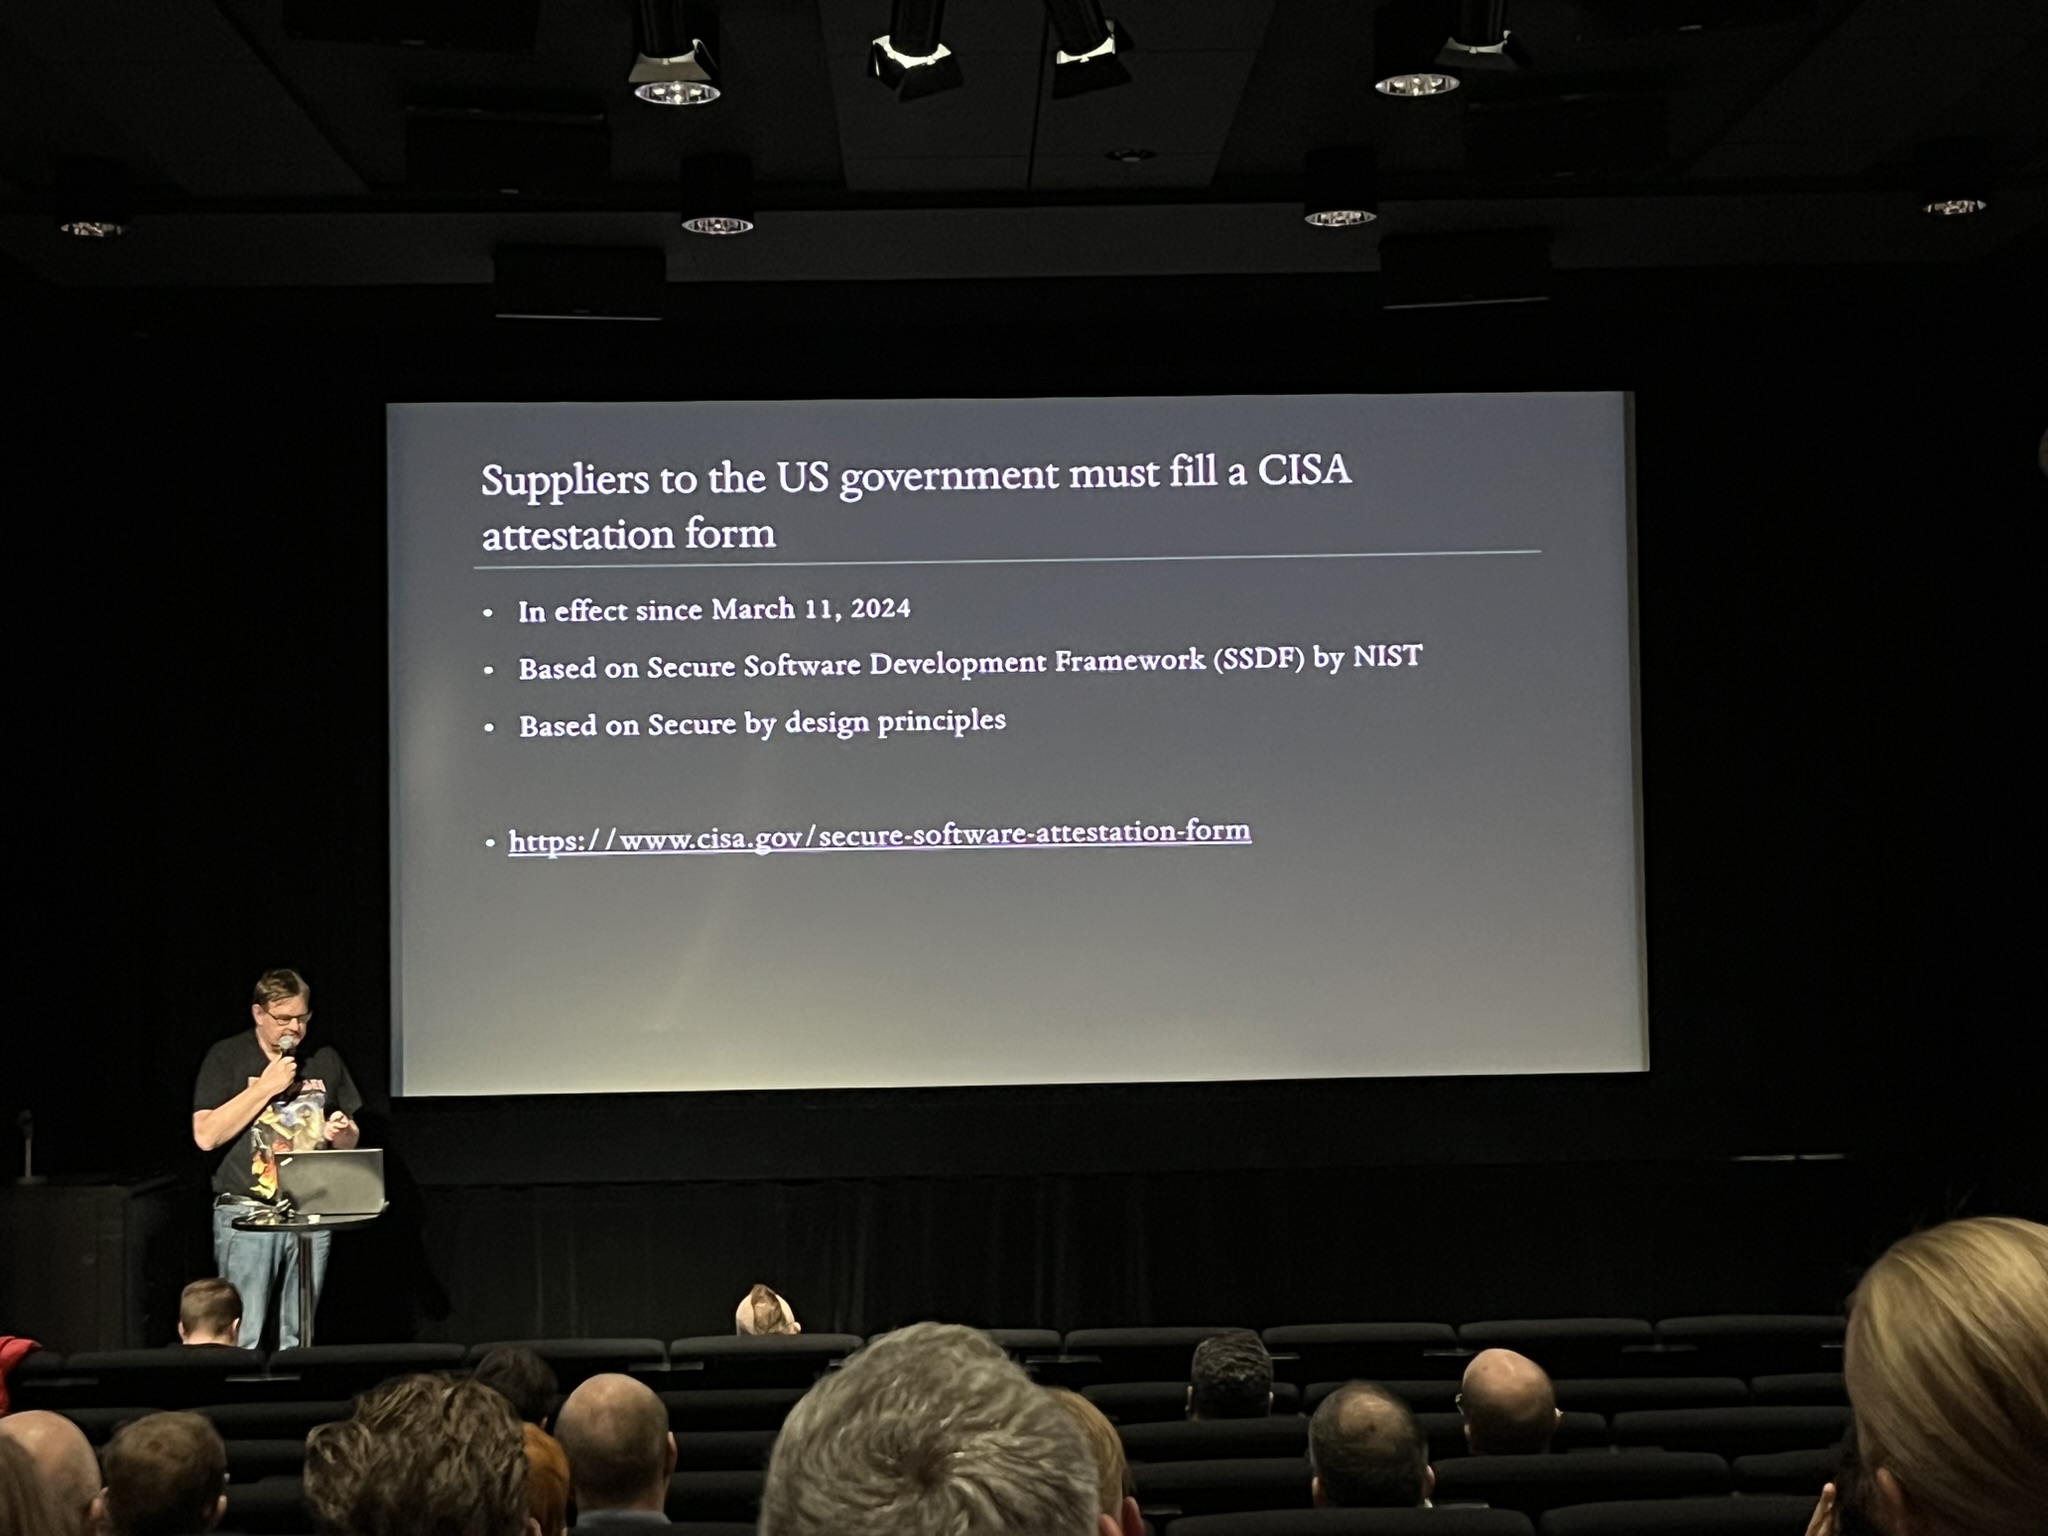 Suppliers to the US government must fill a CISA
attestation form
• In effect since March 11, 2024
• Based on Secure Software Development Framework (SSDF) by NIST
• Based on Secure by design principles
• https://www.cisa.gov/secure-software-attestation-form